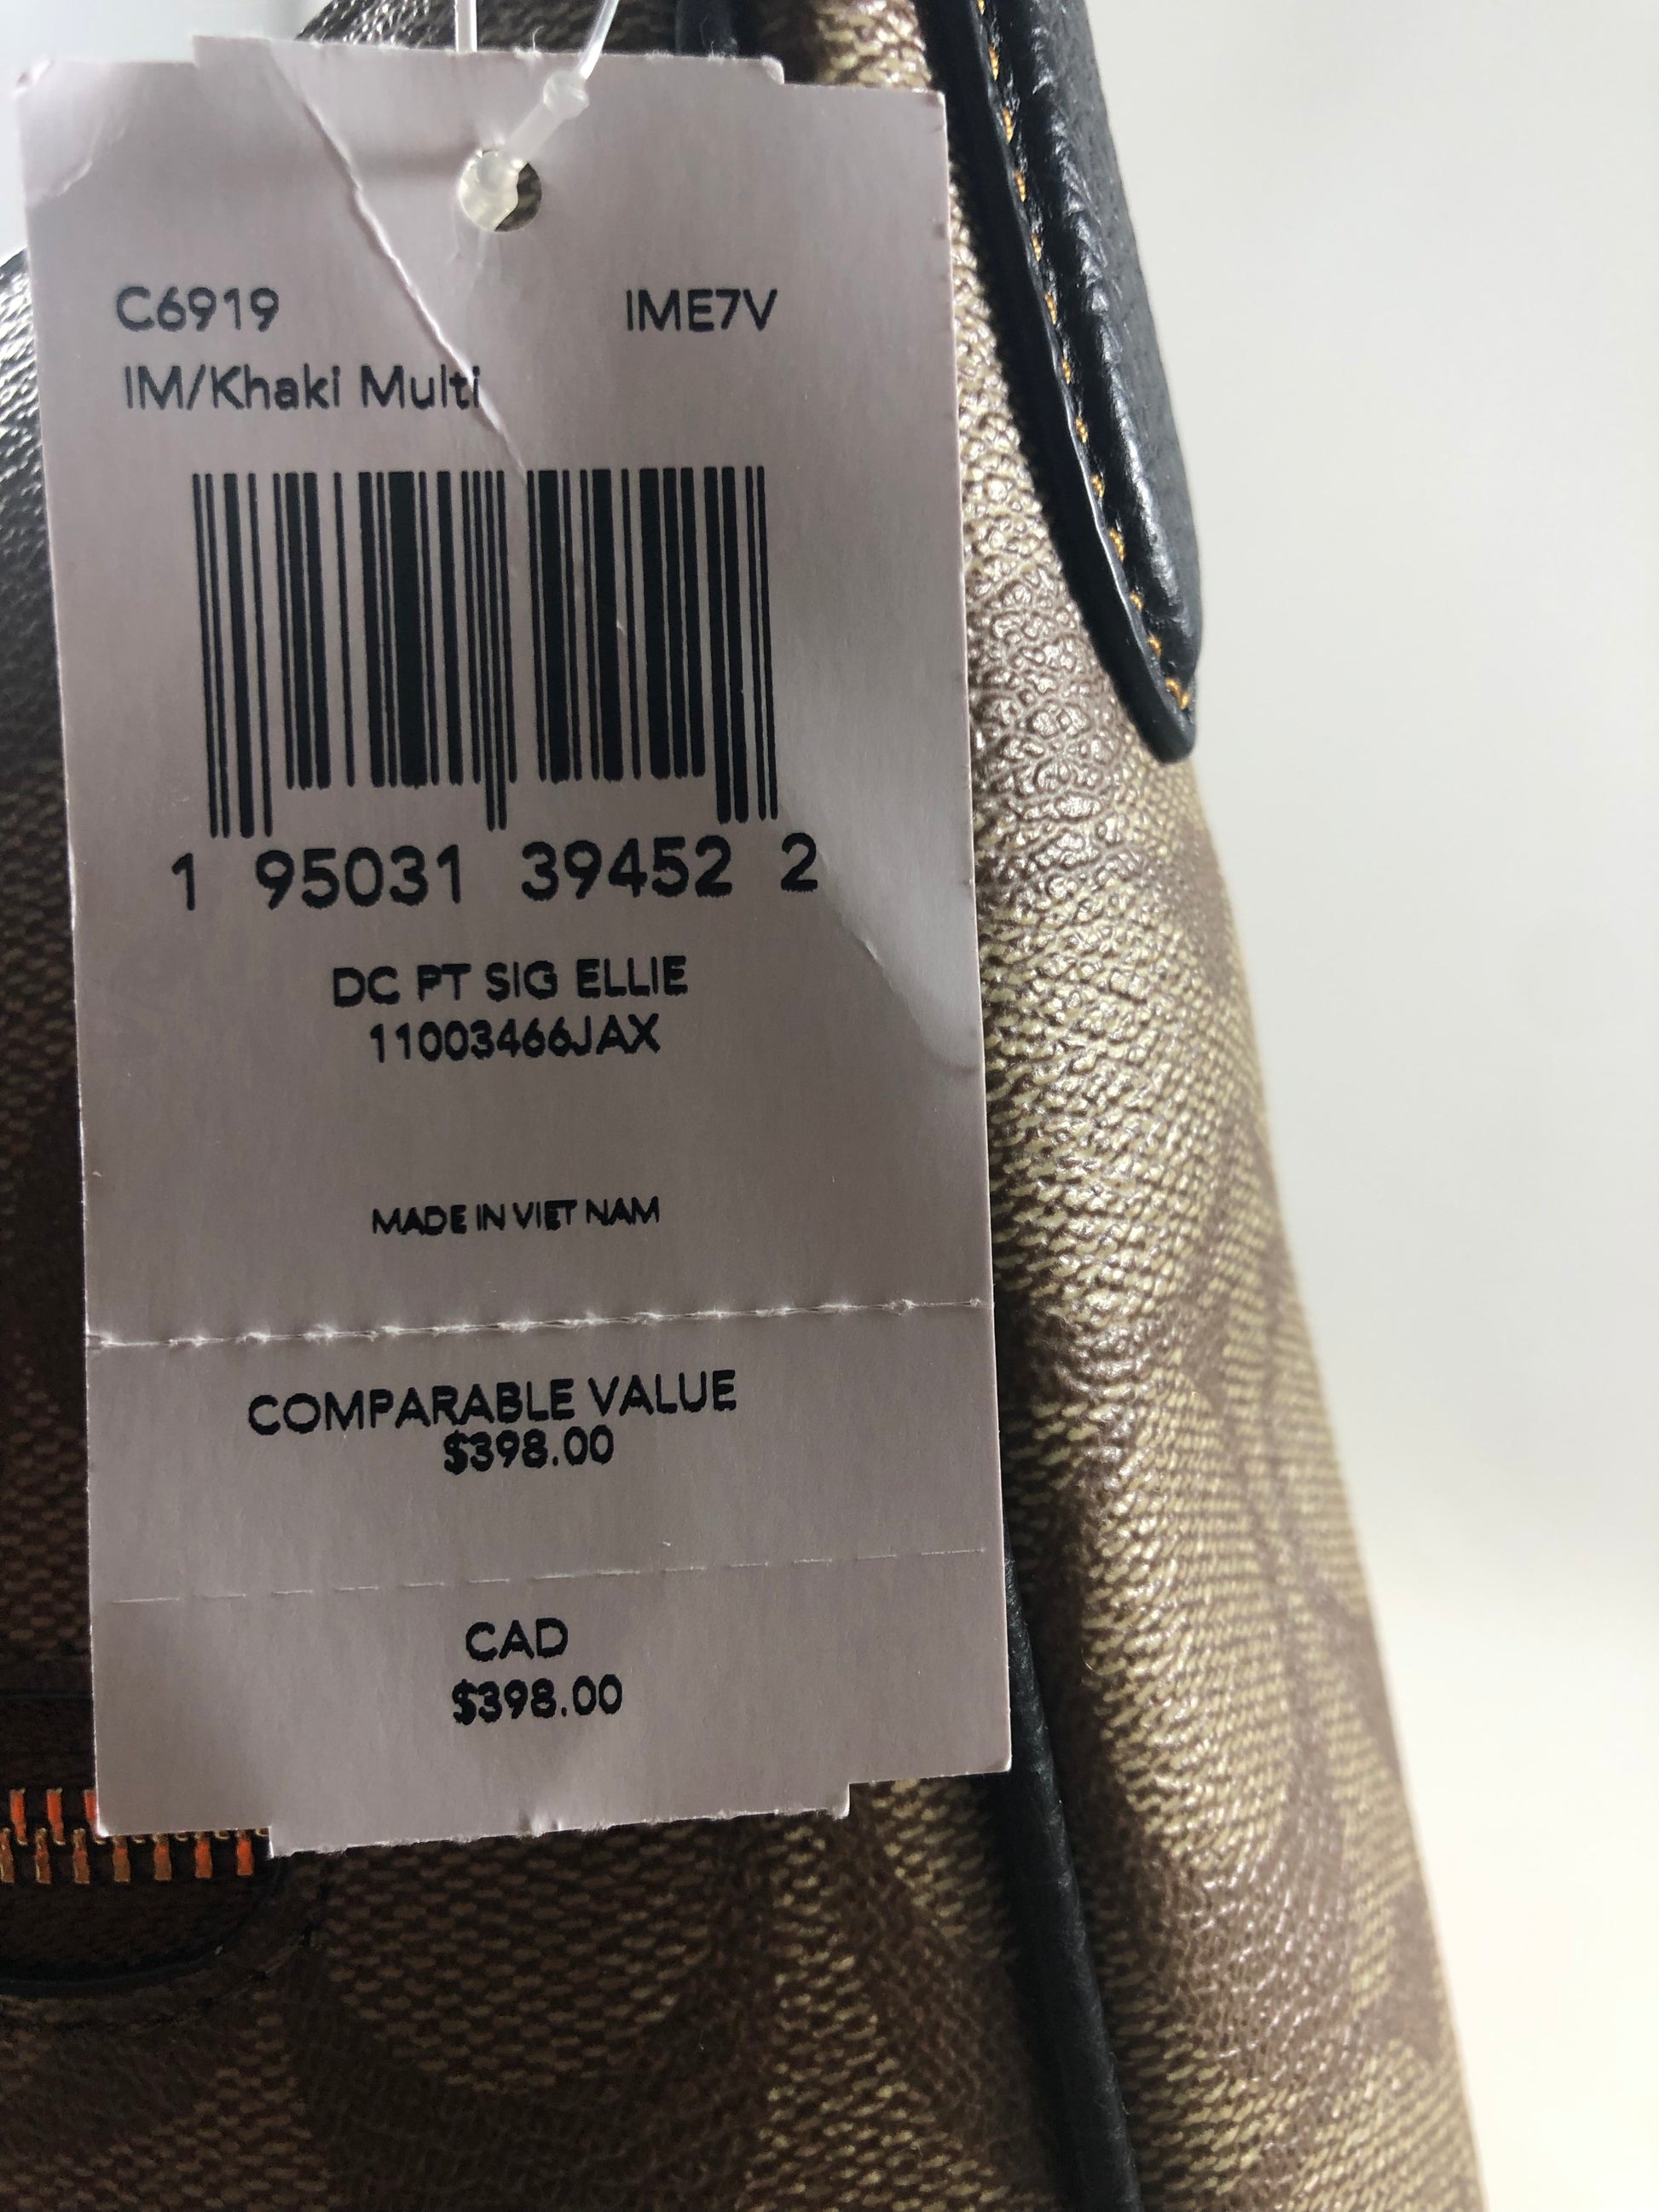 C6919 IME7V
IM/Khaki Multi
1 95031 39452 2
DC PT SIG ELLIE
11003466JAX
MADE IN VIET NAM
COMPARABLE VALUE
$398.00
CAD
$398.00